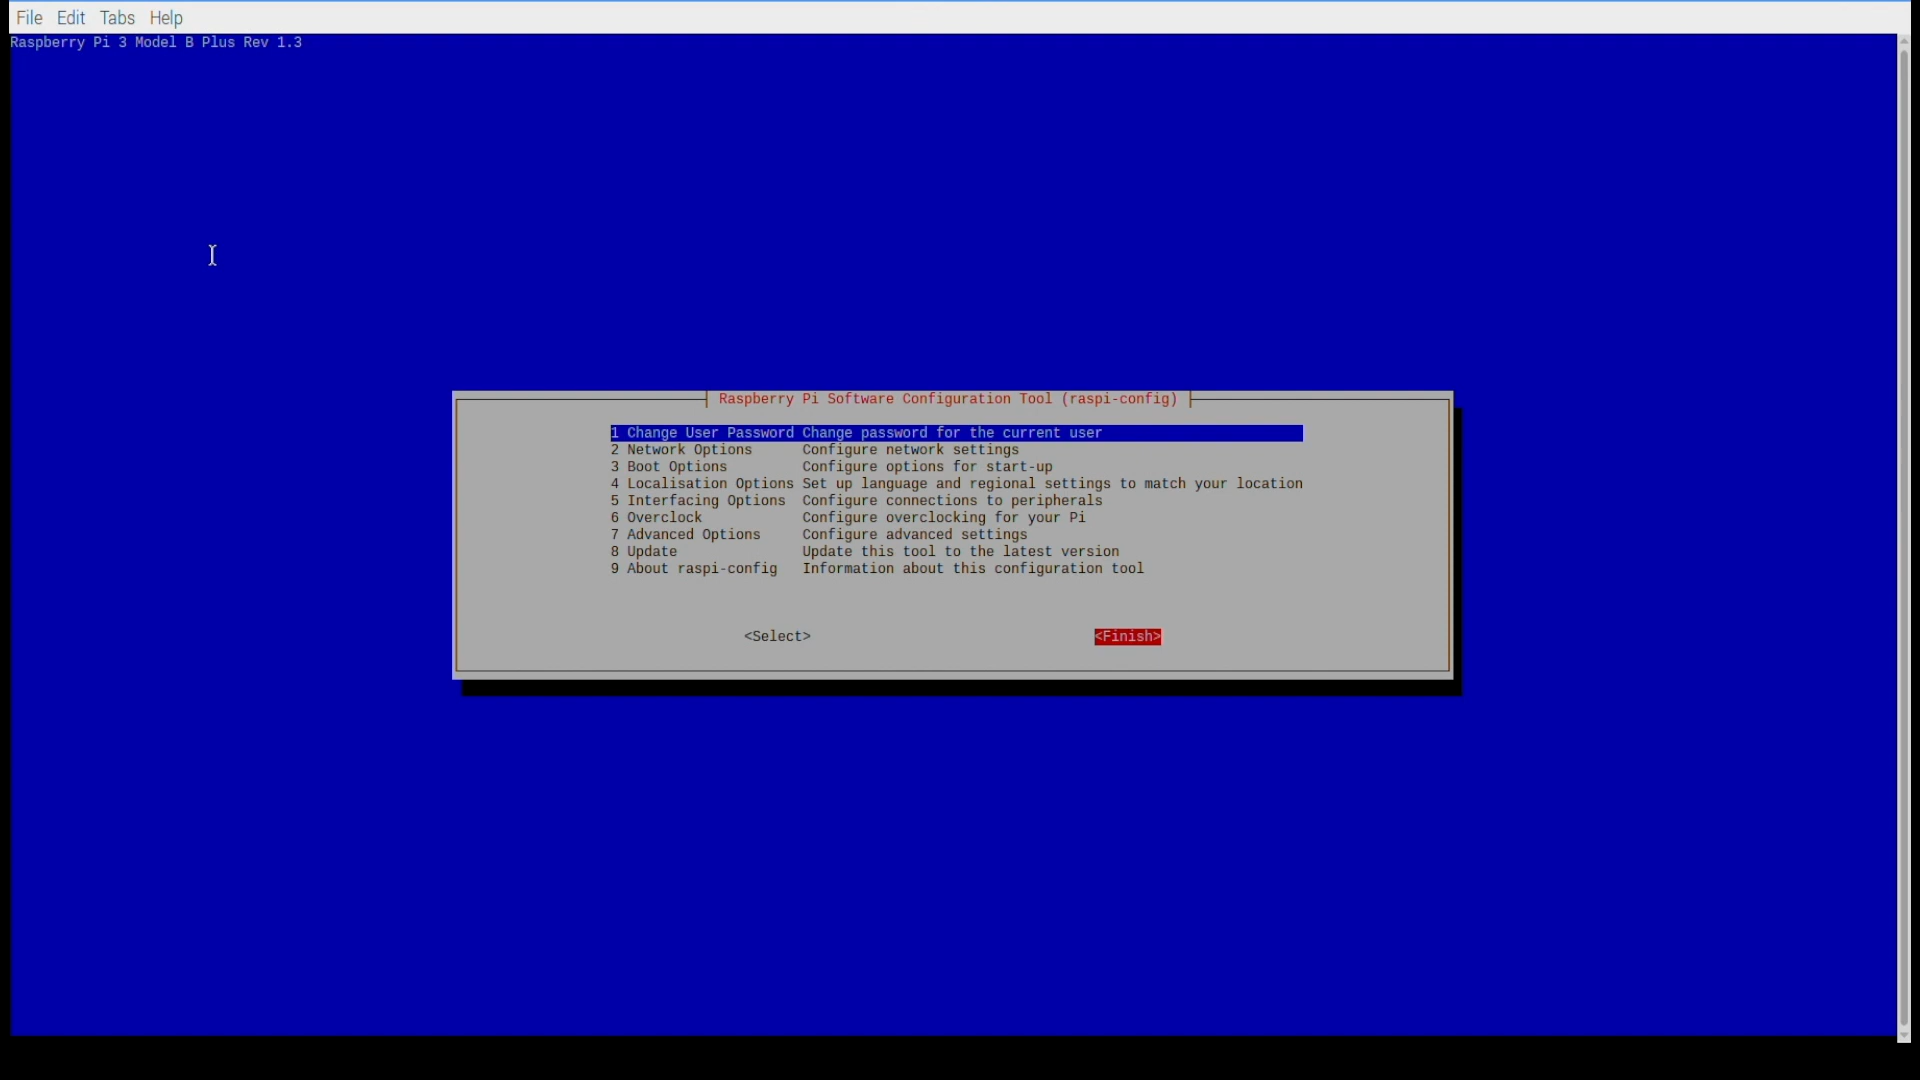 File Edit Tabs Help
Raspberry Pi 3 Model B Plus Rev 1.3
Raspberry Pi Software Configuration Tool (raspi-config)
1 Change User Password Change password for the current user
2 Network Options Configure network settings
3 Boot Options Configure options for start-up
4 Localisation Options Set up language and regional settings to match your location
5 Interfacing Options Configure connections to peripherals
6 Overclock Configure overclocking for your Pi
7 Advanced Options Configure advanced settings
8 Update Update this tool to the latest version
9 About raspi-config Information about this configuration tool
<Select> <Finish>